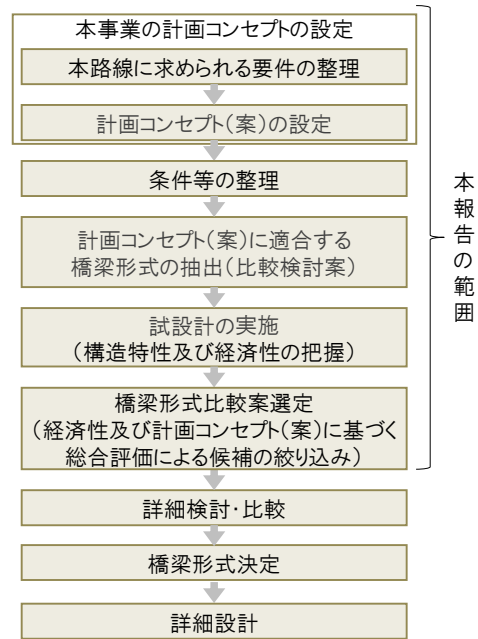 本事業の計画コンセプトの設定
本路線に求められる要件の整理
計画コンセプト(案)の設定
条件等の整理
計画コンセプト(案)に適合する
橋梁形式の抽出(比較検討案)
試設計の実施
(構造特性及び経済性の把握)
橋梁形式比較案選定
(経済性及び計画コンセプト(案)に基づく
総合評価による候補の絞り込み)
詳細検討・比較
橋梁形式決定
詳細設計
本報告の範囲